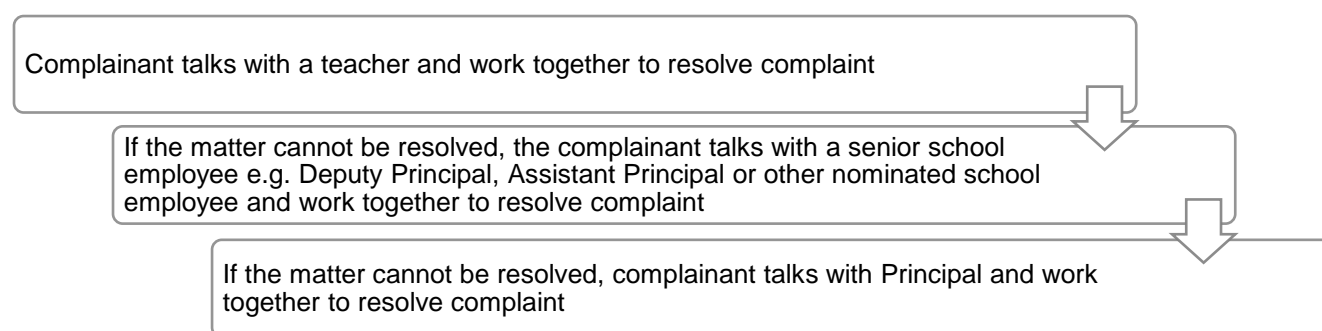 Complainant talks with a teacher and work together to resolve complaint
If the matter cannot be resolved, the complainant talks with a senior school
employee e.g. Deputy Principal, Assistant Principal or other nominated school
employee and work together to resolve complaint
If the matter cannot be resolved, complainant talks with Principal and work
together to resolve complaint